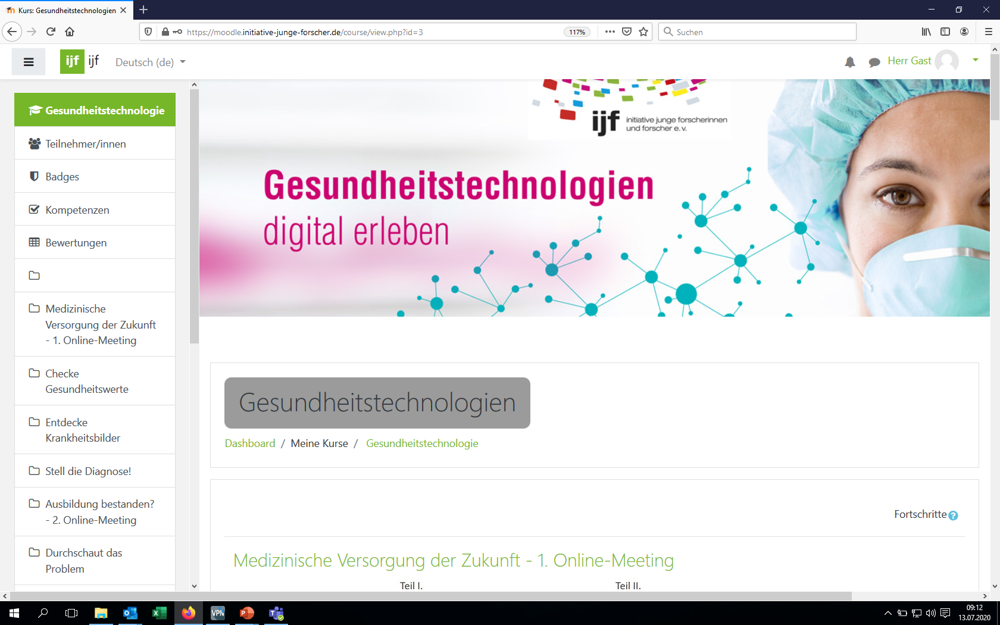 Kurs: Gesundheitstechnologien
https://moodle.initiative-junge-forscher.de/course/view.php?id=3
117%
Suchen
ijf
ijf
Deutsch (de)
Herr Gast
Gesundheitstechnologie
Teilnehmer/innen
Badges
Kompetenzen
Bewertungen
Medizinische
Versorgung der Zukunft
- 1. Online-Meeting
Checke
Gesundheitswerte
Entdecke
Krankheitsbilder
Stell die Diagnose!
Ausbildung bestanden?
- 2. Online-Meeting
Durchschaut das
Problem
ijf
initiative junge forscherinnen
und forscher e.v.
Gesundheitstechnologien
digital erleben
Gesundheitstechnologien
Dashboard / Meine Kurse / Gesundheitstechnologie
Fortschritte
Medizinische Versorgung der Zukunft - 1. Online-Meeting
Teil I.
Teil II.
VPN
09:12
13.07.2020